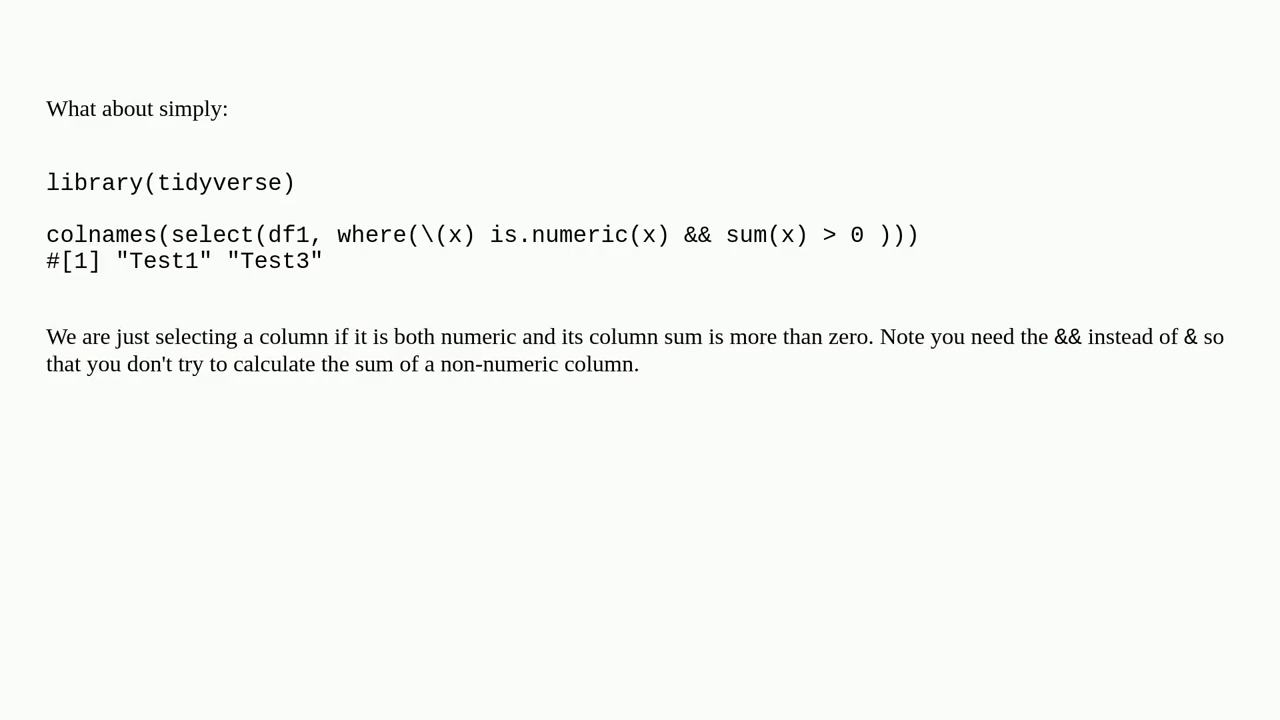 What about simply:
library(tidyverse)
colnames(select(df1, where(\(x) is.numeric(x) && sum(x) > 0 )))
#[1] "Test1" "Test3"
We are just selecting a column if it is both numeric and its column sum is more than zero. Note you need the && instead of & so
that you don't try to calculate the sum of a non-numeric column.